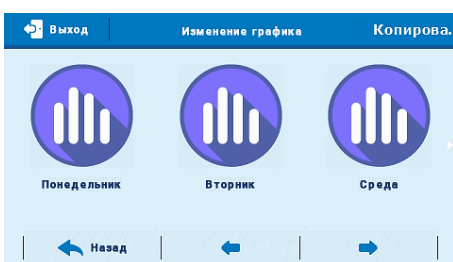 Выход
Изменение графика
Копирова.
Понедельник
Вторник
Среда
Назад